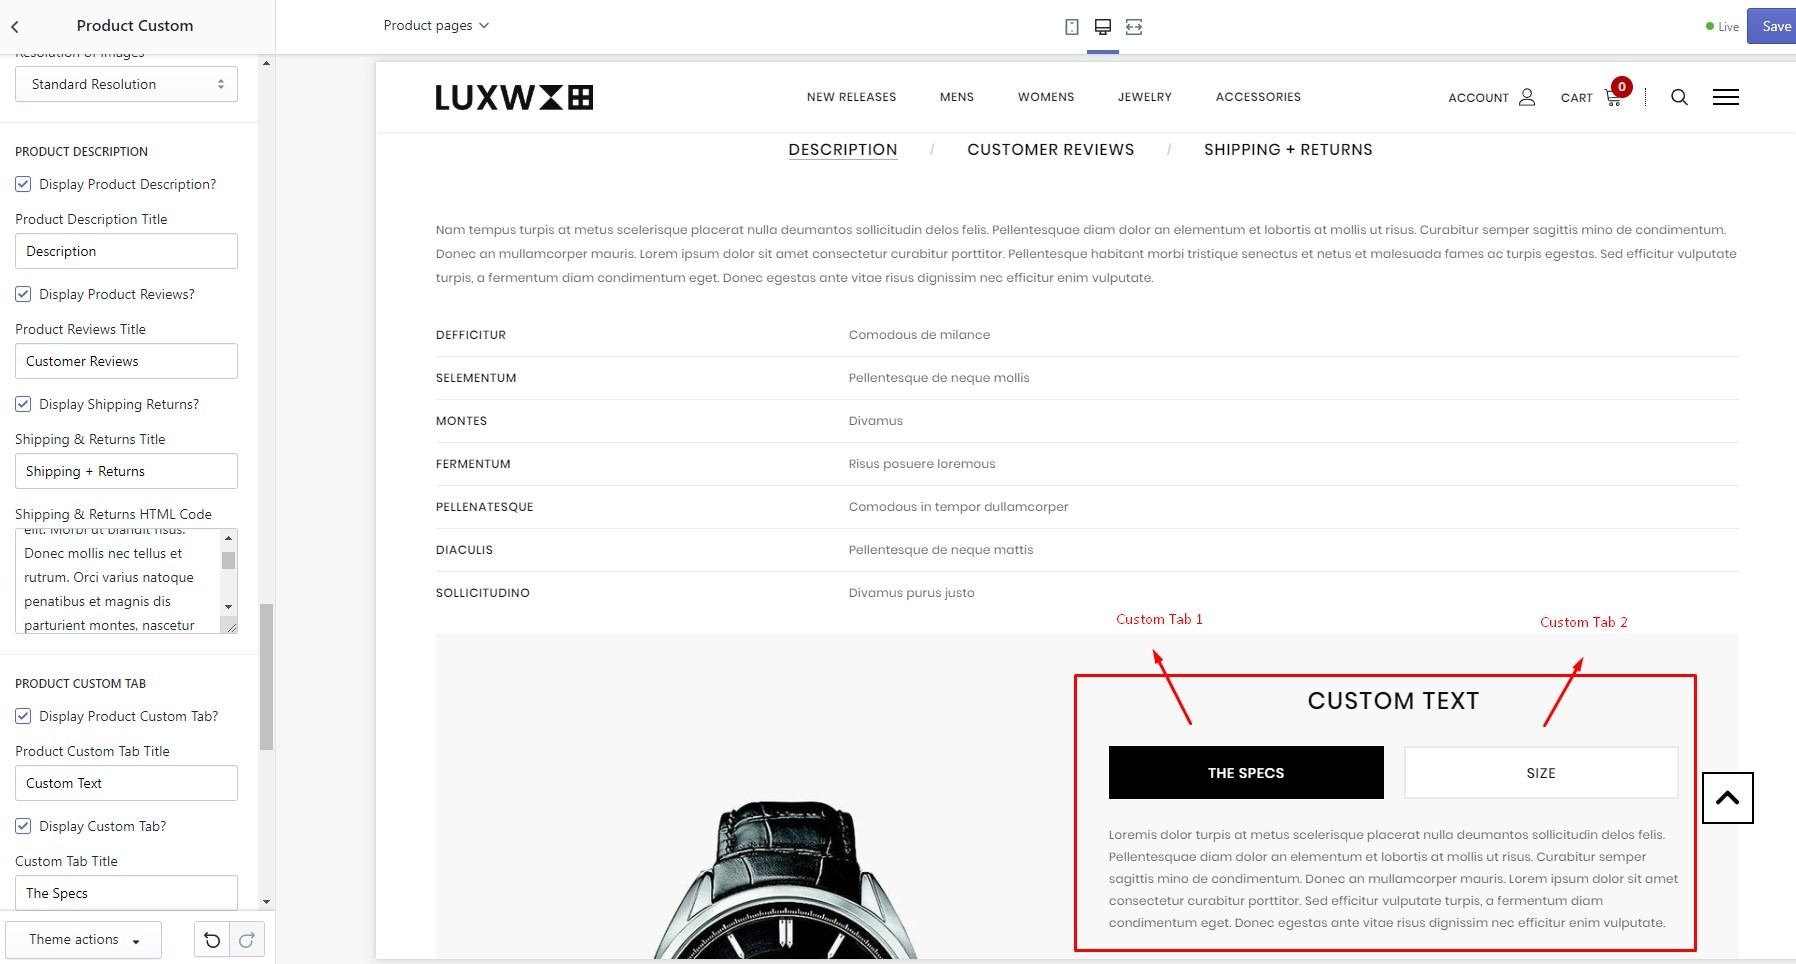 Product Custom
Product pages
Live
Save
Resolution of Images
Standard Resolution
PRODUCT DESCRIPTION
Display Product Description?
Product Description Title
Description
Display Product Reviews?
Product Reviews Title
Customer Reviews
Display Shipping Returns?
Shipping & Returns Title
Shipping + Returns
Shipping & Returns HTML Code
elit. Morbi ut blandit risus.
Donec mollis nec tellus et
rutrum. Orci varius natoque
penatibus et magnis dis
parturient montes, nascetur
PRODUCT CUSTOM TAB
Display Product Custom Tab?
Product Custom Tab Title
Custom Text
Display Custom Tab?
Custom Tab Title
The Specs
Theme actions
LUXWX
NEW RELEASES MENS WOMENS JEWELRY ACCESSORIES
ACCOUNT CART 0
DESCRIPTION / CUSTOMER REVIEWS / SHIPPING + RETURNS
Nam tempus turpis at metus scelerisque placerat nulla deumantos sollicitudin delos felis. Pellentesquae diam dolor an elementum et lobortis at mollis ut risus. Curabitur semper sagittis mino de condimentum.
Donec an mullamcorper mauris. Lorem ipsum dolor sit amet consectetur curabitur porttitor. Pellentesque habitant morbi tristique senectus et netus et malesuada fames ac turpis egestas. Sed efficitur vulputate
turpis, a fermentum diam condimentum eget. Donec egestas ante vitae risus dignissim nec efficitur enim vulputate.
DEFFICITUR Comodous de milance
SELEMENTUM Pellentesque de neque mollis
MONTES Divamus
FERMENTUM Risus posuere loremous
PELLENATESQUE Comodous in tempor dullamcorper
DIACULIS Pellentesque de neque mattis
SOLLICITUDINO Divamus purus justo
Custom Tab 1
Custom Tab 2
CUSTOM TEXT
THE SPECS SIZE
Loremis dolor turpis at metus scelerisque placerat nulla deumantos sollicitudin delos felis.
Pellentesquae diam dolor an elementum et lobortis at mollis ut risus. Curabitur semper
sagittis mino de condimentum. Donec an mullamcorper mauris. Lorem ipsum dolor sit amet
consectetur curabitur porttitor. Sed efficitur vulputate turpis, a fermentum diam
condimentum eget. Donec egestas ante vitae risus dignissim nec efficitur enim vulputate.